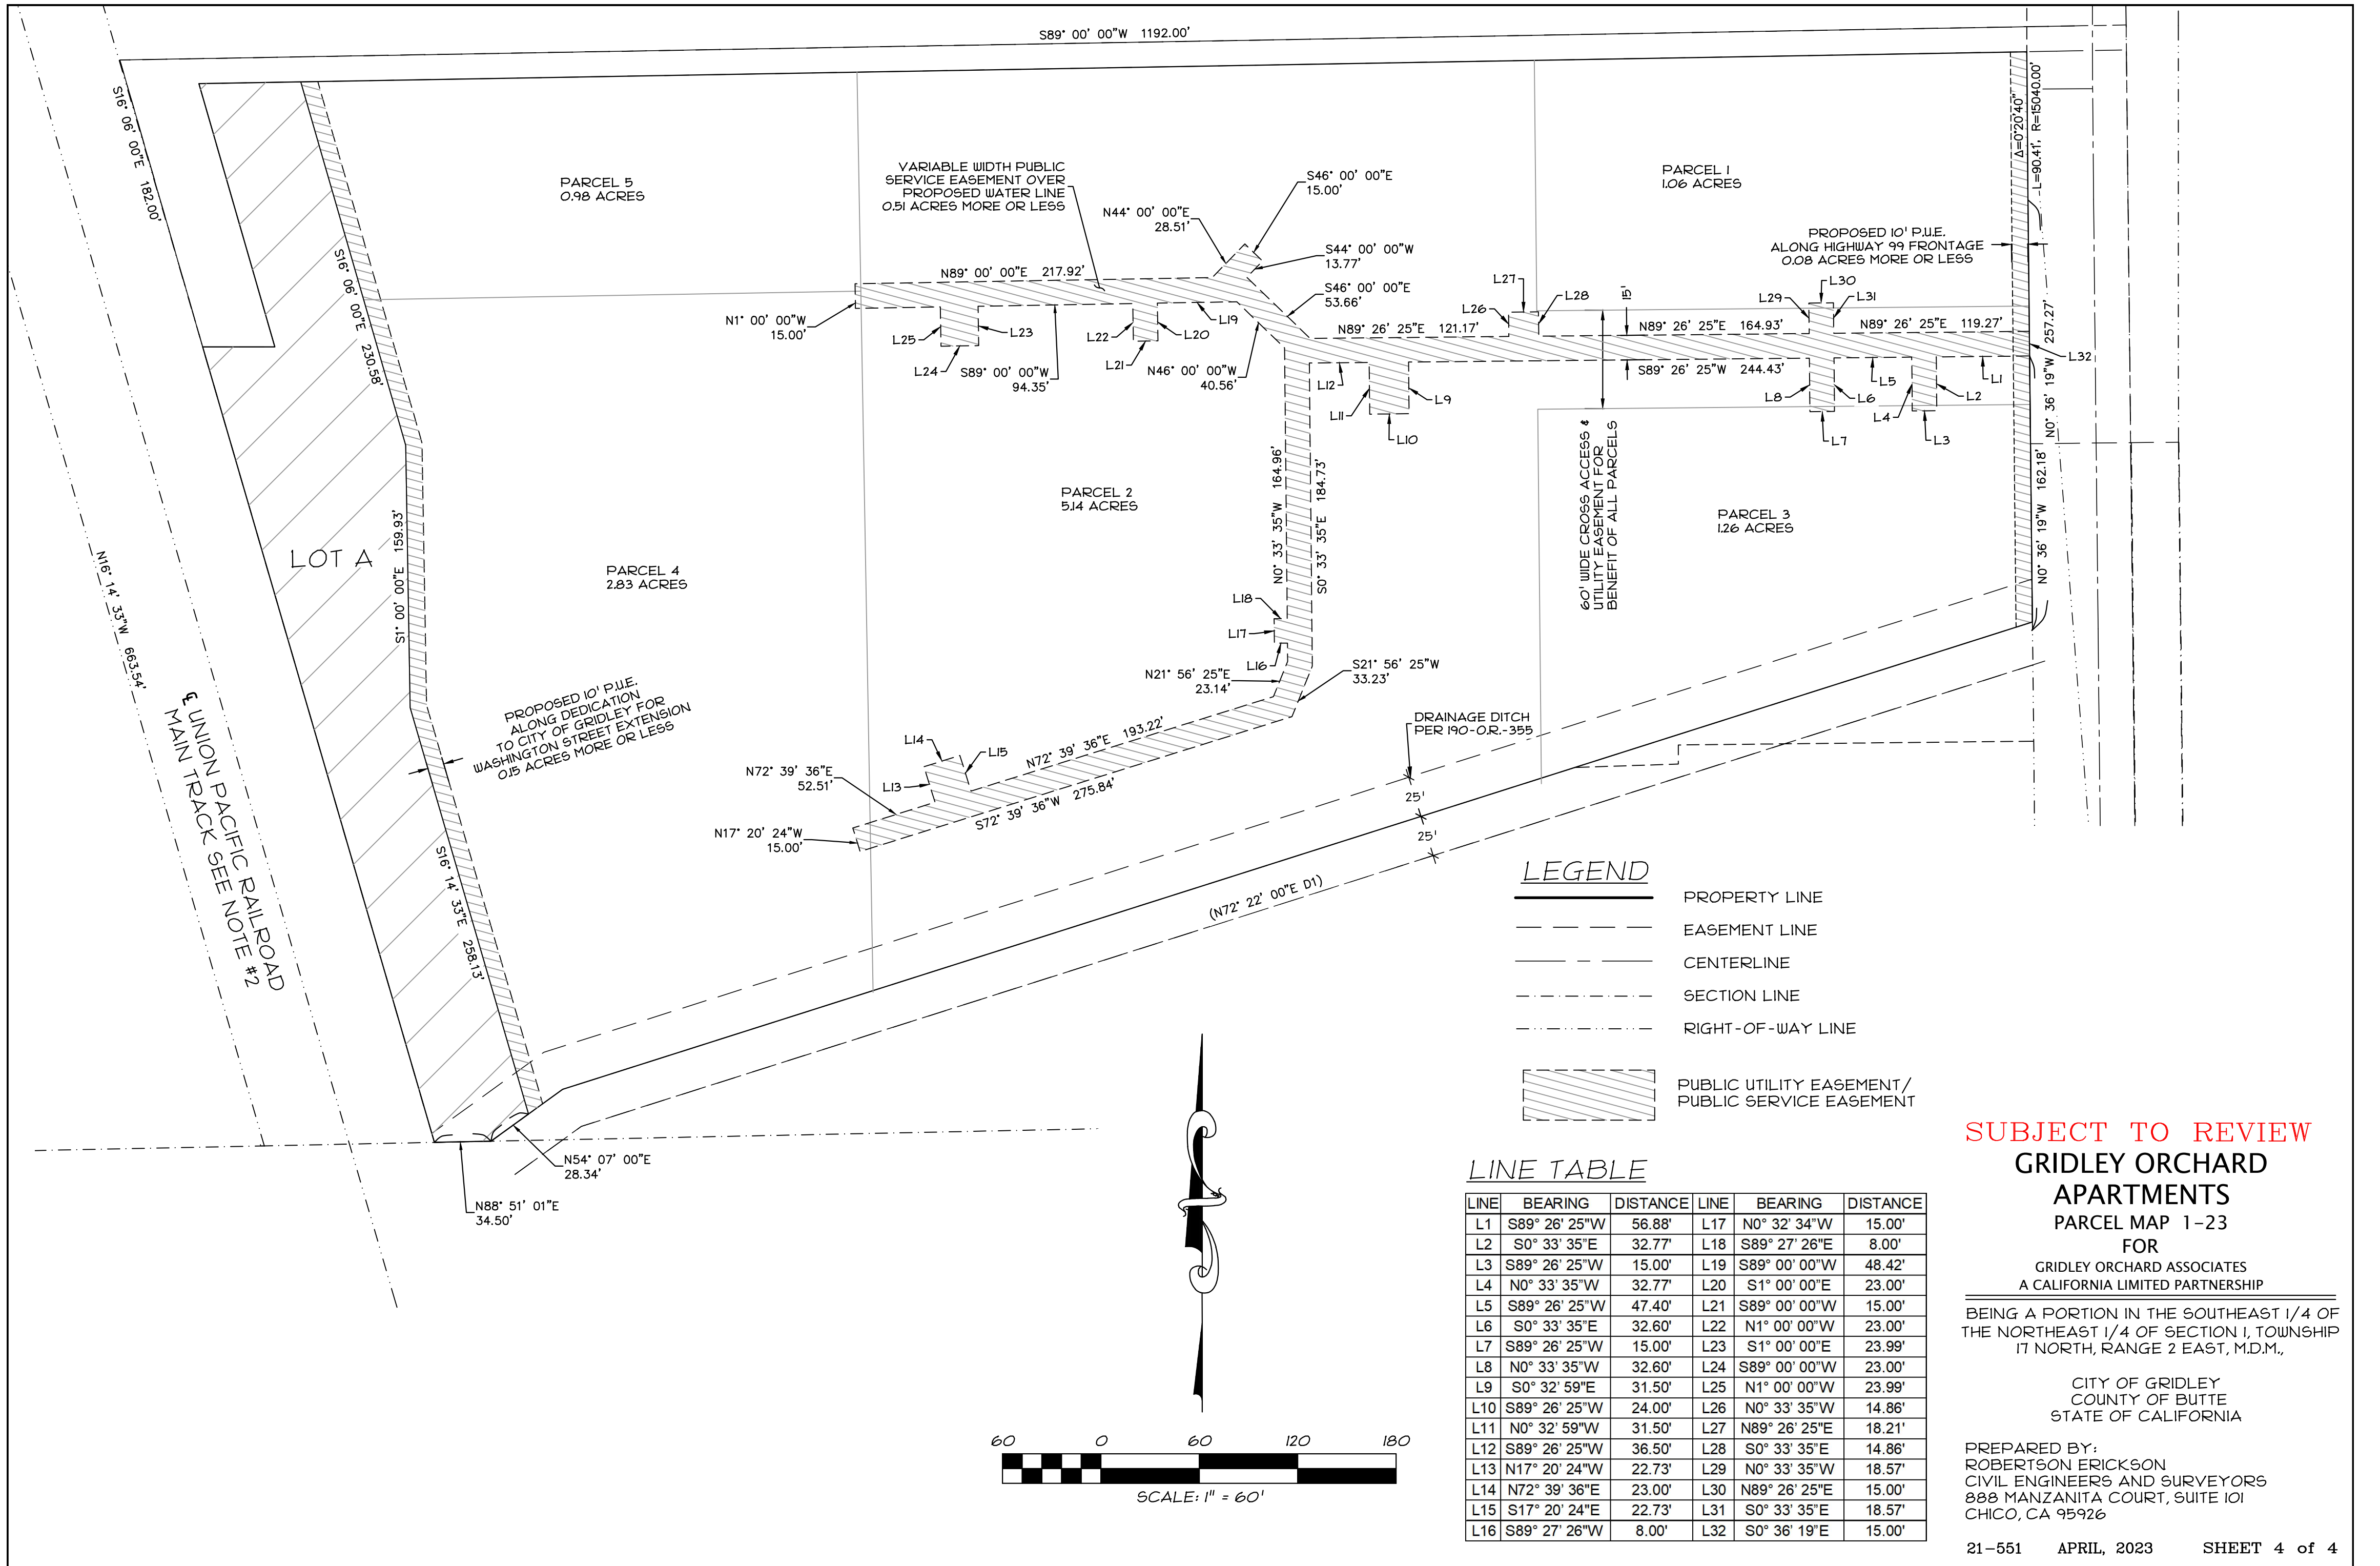 S89° 00' 00"W 1192.00'
S16° 06' 00"E 182.00'
PARCEL 5
0.98 ACRES
VARIABLE WIDTH PUBLIC
SERVICE EASEMENT OVER
PROPOSED WATER LINE
0.51 ACRES MORE OR LESS
N44° 00' 00"E
28.51'
S46° 00' 00"E
15.00'
S44° 00' 00"W
13.77'
S46° 00' 00"E
53.66'
PARCEL 1
1.06 ACRES
Δ=0°20'40"
L=90.41', R=15040.00'
PROPOSED 10' P.U.E.
ALONG HIGHWAY 99 FRONTAGE
0.08 ACRES MORE OR LESS
S16° 06' 00"E 230.58'
N89° 00' 00"E 217.92'
N1° 00' 00"W
15.00'
L25
L23
L24
S89° 00' 00"W
94.35'
L22
L20
L21
L19
N46° 00' 00"W
40.56'
N89° 26' 25"E 121.17'
L27
L26
L28
15'
N89° 26' 25"E 164.93'
L30
L29
L31
N89° 26' 25"E 119.27'
N0° 36' 19"W 257.27'
L32
L12
L11
L9
L10
S89° 26' 25"W 244.43'
L8
L6
L7
L5
L4
L2
L3
L1
60' WIDE CROSS ACCESS &
UTILITY EASEMENT FOR
BENEFIT OF ALL PARCELS
N0° 36' 19"W 162.18'
LOT A
S1° 00' 00"E 159.93'
PARCEL 4
2.83 ACRES
PARCEL 2
5.14 ACRES
N0° 33' 35"W 164.96'
S0° 33' 35"E 184.73'
PARCEL 3
1.26 ACRES
L18
L17
L16
N21° 56' 25"E
23.14'
S21° 56' 25"W
33.23'
N16° 14' 33"W 663.54'
℄ UNION PACIFIC RAILROAD
MAIN TRACK SEE NOTE #2
PROPOSED 10' P.U.E.
ALONG DEDICATION
TO CITY OF GRIDLEY FOR
WASHINGTON STREET EXTENSION
0.15 ACRES MORE OR LESS
L14
L15
L13
N72° 39' 36"E 193.22'
N72° 39' 36"E
52.51'
S72° 39' 36"W 275.84'
N17° 20' 24"W
15.00'
DRAINAGE DITCH
PER 190-O.R.-355
25'
25'
(N72° 22' 00"E D1)
S16° 14' 33"E 258.13'
N54° 07' 00"E
28.34'
N88° 51' 01"E
34.50'
LEGEND
PROPERTY LINE
EASEMENT LINE
CENTERLINE
SECTION LINE
RIGHT-OF-WAY LINE
PUBLIC UTILITY EASEMENT/
PUBLIC SERVICE EASEMENT
60 0 60 120 180
SCALE: 1" = 60'
LINE TABLE
LINE BEARING DISTANCE LINE BEARING DISTANCE
L1 S89° 26' 25"W 56.88' L17 N0° 32' 34"W 15.00'
L2 S0° 33' 35"E 32.77' L18 S89° 27' 26"E 8.00'
L3 S89° 26' 25"W 15.00' L19 S89° 00' 00"W 48.42'
L4 N0° 33' 35"W 32.77' L20 S1° 00' 00"E 23.00'
L5 S89° 26' 25"W 47.40' L21 S89° 00' 00"W 15.00'
L6 S0° 33' 35"E 32.60' L22 N1° 00' 00"W 23.00'
L7 S89° 26' 25"W 15.00' L23 S1° 00' 00"E 23.99'
L8 N0° 33' 35"W 32.60' L24 S89° 00' 00"W 23.00'
L9 S0° 32' 59"E 31.50' L25 N1° 00' 00"W 23.99'
L10 S89° 26' 25"W 24.00' L26 N0° 33' 35"W 14.86'
L11 N0° 32' 59"W 31.50' L27 N89° 26' 25"E 18.21'
L12 S89° 26' 25"W 36.50' L28 S0° 33' 35"E 14.86'
L13 N17° 20' 24"W 22.73' L29 N0° 33' 35"W 18.57'
L14 N72° 39' 36"E 23.00' L30 N89° 26' 25"E 15.00'
L15 S17° 20' 24"E 22.73' L31 S0° 33' 35"E 18.57'
L16 S89° 27' 26"W 8.00' L32 S0° 36' 19"E 15.00'
SUBJECT TO REVIEW
GRIDLEY ORCHARD
APARTMENTS
PARCEL MAP 1-23
FOR
GRIDLEY ORCHARD ASSOCIATES
A CALIFORNIA LIMITED PARTNERSHIP
BEING A PORTION IN THE SOUTHEAST 1/4 OF
THE NORTHEAST 1/4 OF SECTION 1, TOWNSHIP
17 NORTH, RANGE 2 EAST, M.D.M.,
CITY OF GRIDLEY
COUNTY OF BUTTE
STATE OF CALIFORNIA
PREPARED BY:
ROBERTSON ERICKSON
CIVIL ENGINEERS AND SURVEYORS
888 MANZANITA COURT, SUITE 101
CHICO, CA 95926
21-551 APRIL, 2023 SHEET 4 of 4